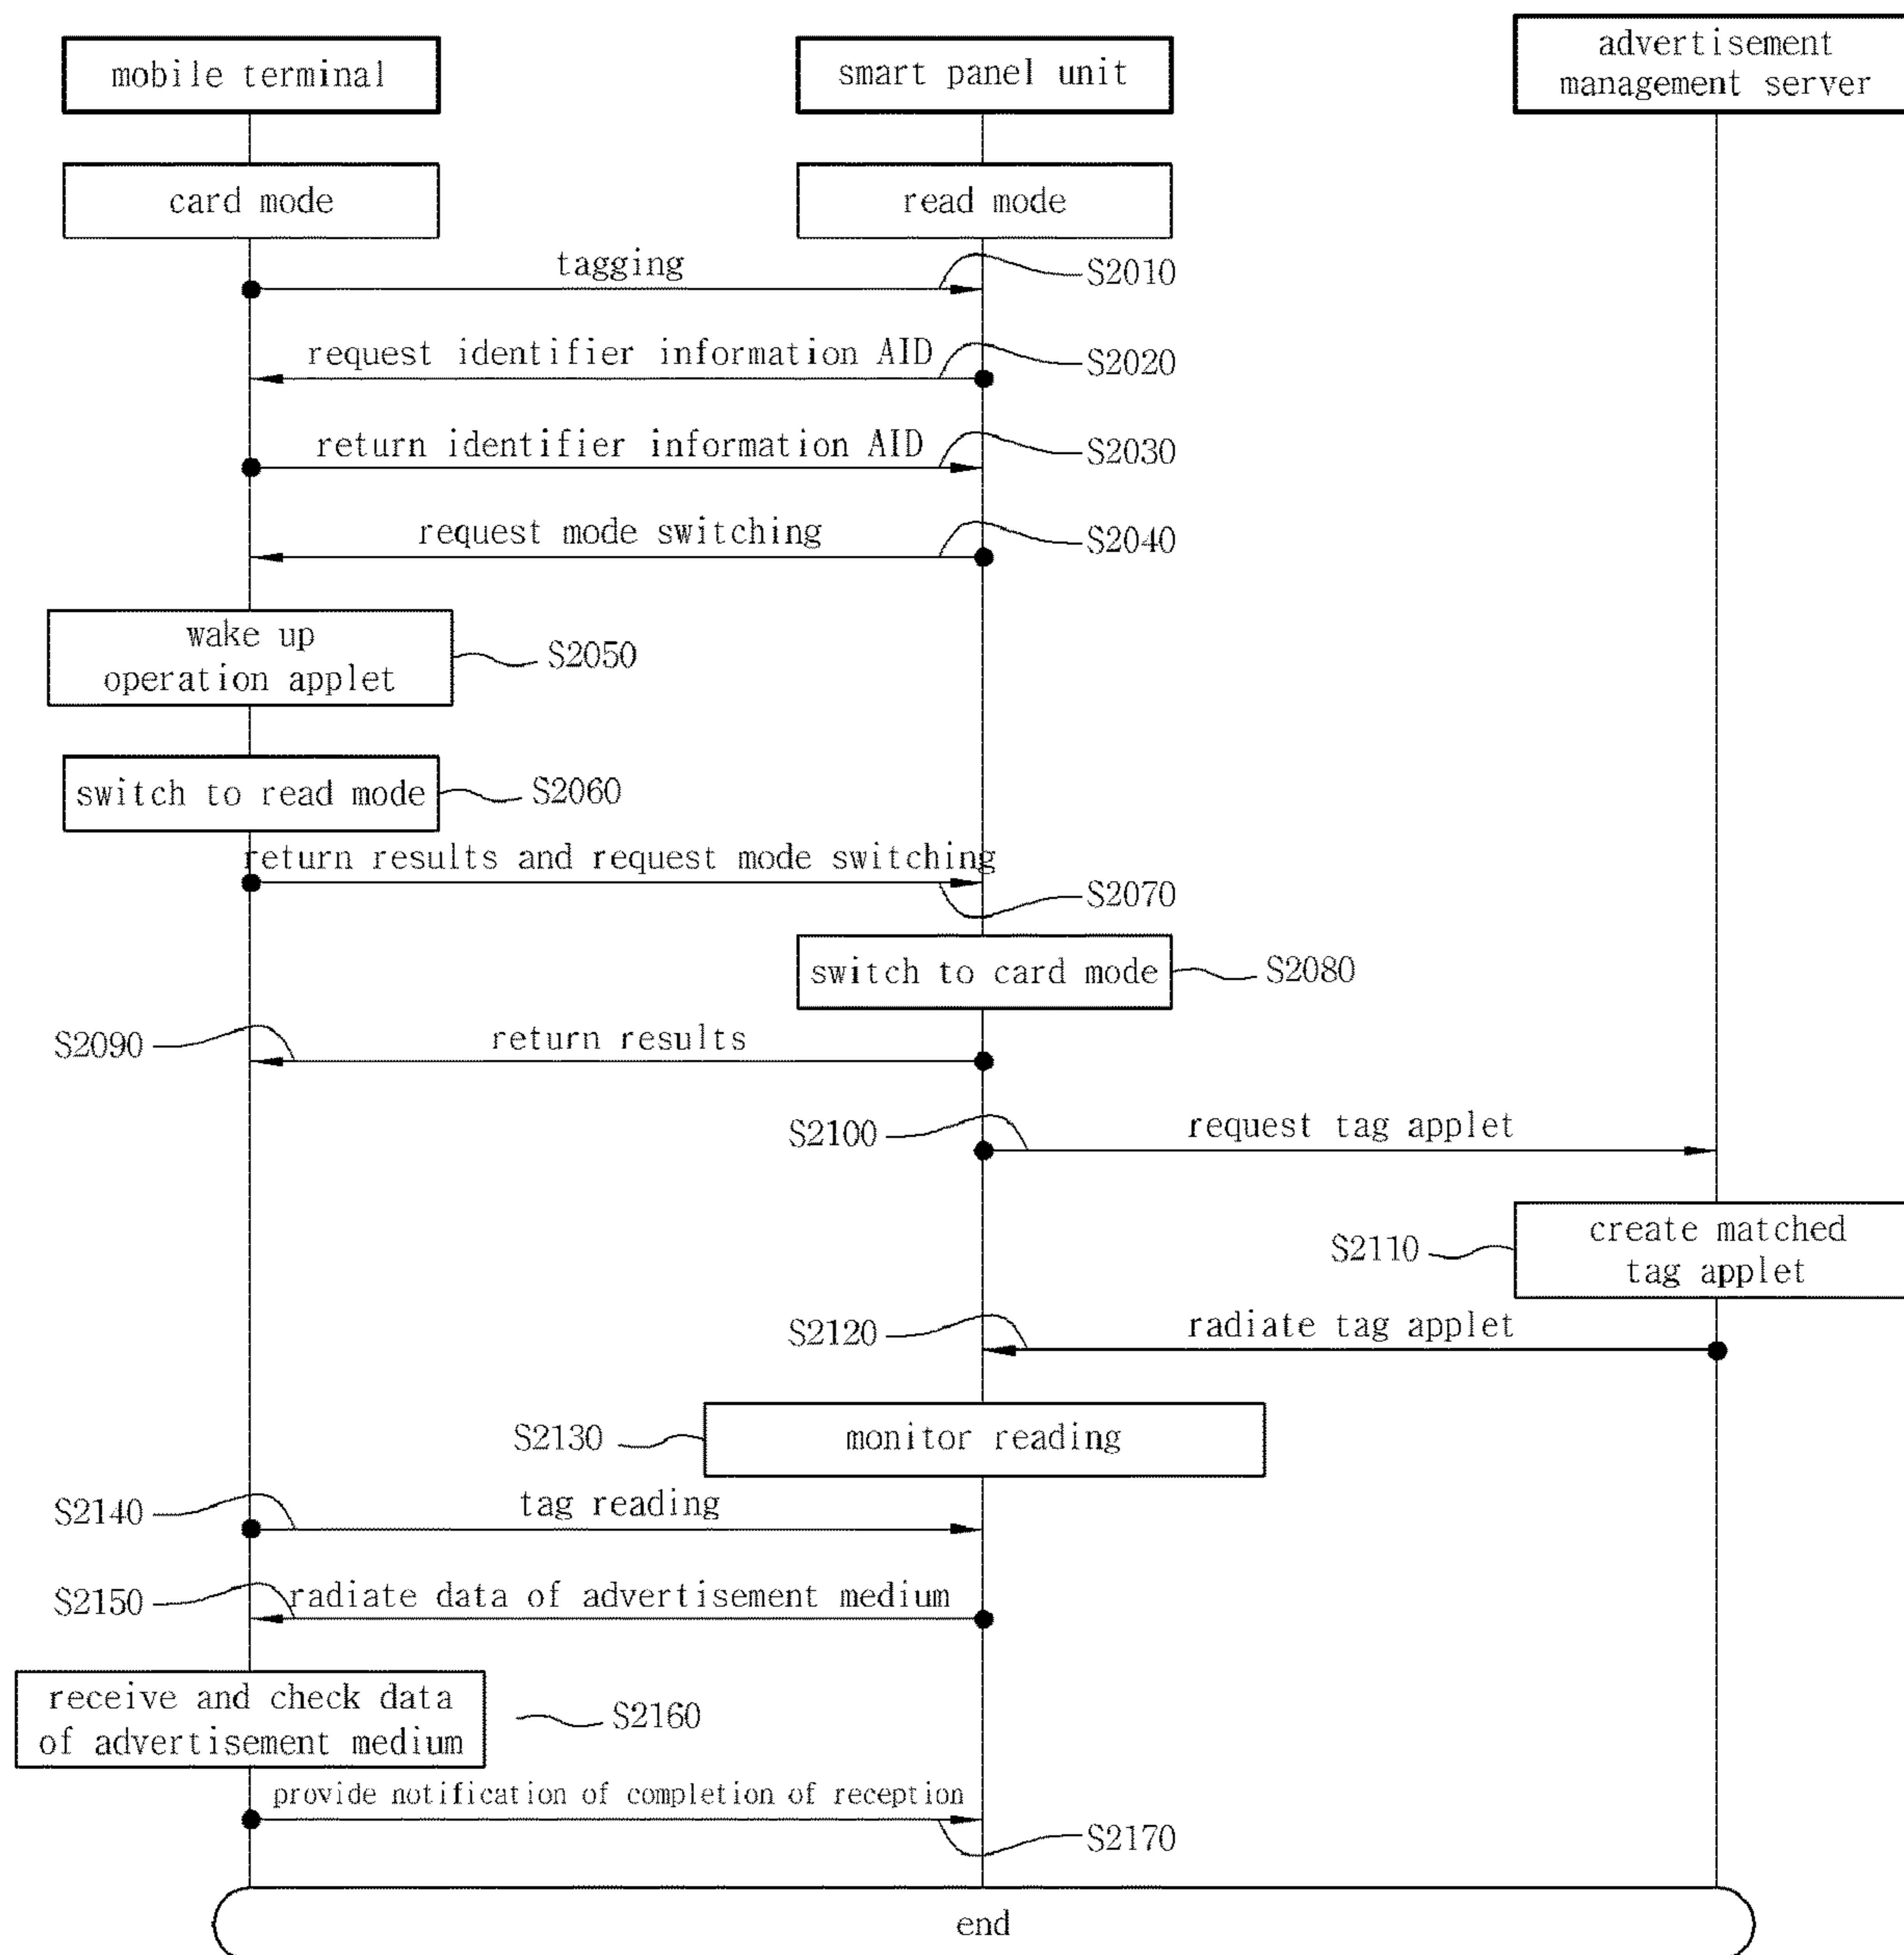 mobile terminal
smart panel unit
advertisement
management server
card mode
read mode
tagging
S2010
request identifier information AID
S2020
return identifier information AID
S2030
request mode switching
S2040
wake up
operation applet
S2050
switch to read mode
S2060
return results and request mode switching
S2070
switch to card mode
S2080
S2090
return results
S2100
request tag applet
S2110
create matched
tag applet
S2120
radiate tag applet
S2130
monitor reading
S2140
tag reading
S2150
radiate data of advertisement medium
receive and check data
of advertisement medium
S2160
provide notification of completion of reception
S2170
end